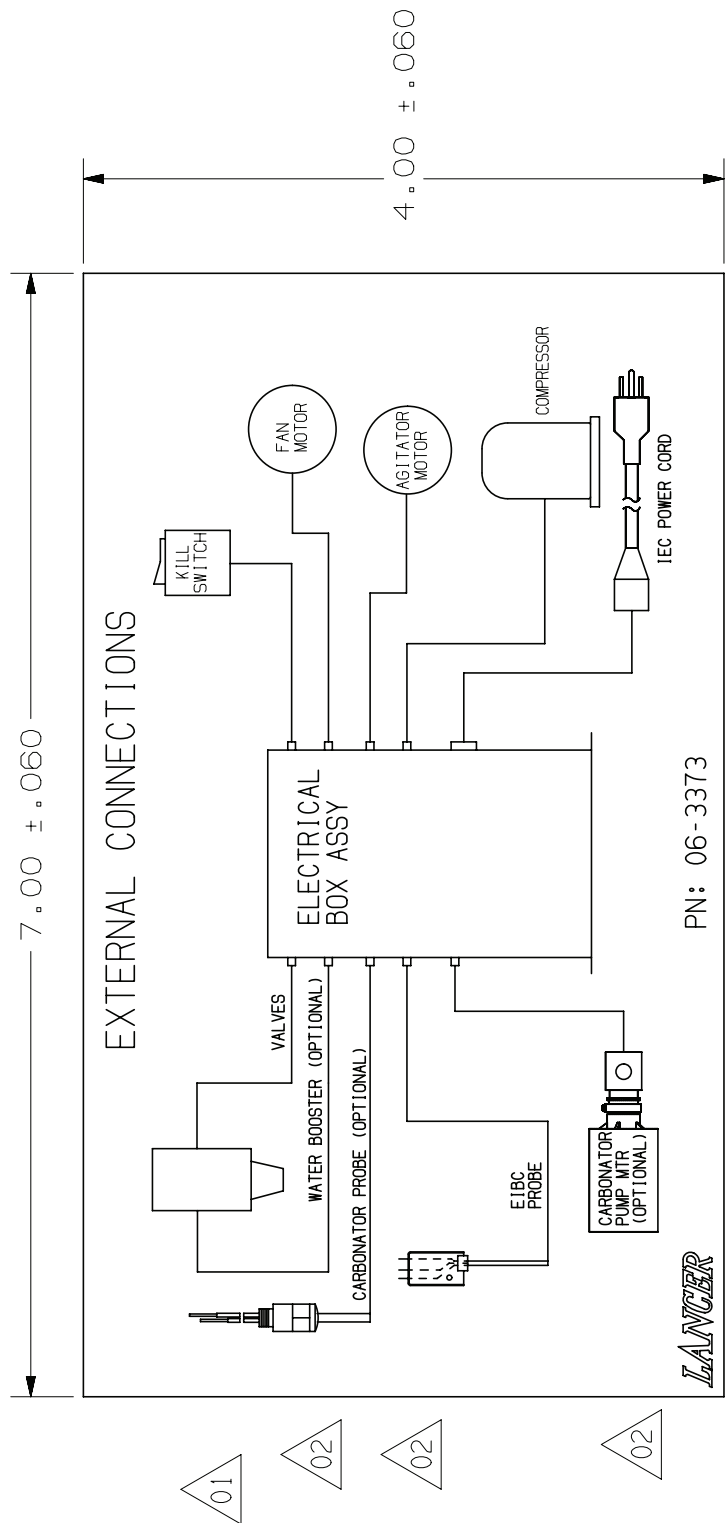 7.00 ±.060
4.00 ±.060
EXTERNAL CONNECTIONS
KILL
SWITCH
FAN
MOTOR
AGITATOR
MOTOR
COMPRESSOR
IEC POWER CORD
ELECTRICAL
BOX ASSY
VALVES
WATER BOOSTER (OPTIONAL)
CARBONATOR PROBE (OPTIONAL)
EIBC
PROBE
CARBONATOR
PUMP MTR
(OPTIONAL)
PN: 06-3373
LANCER
01
02
02
02